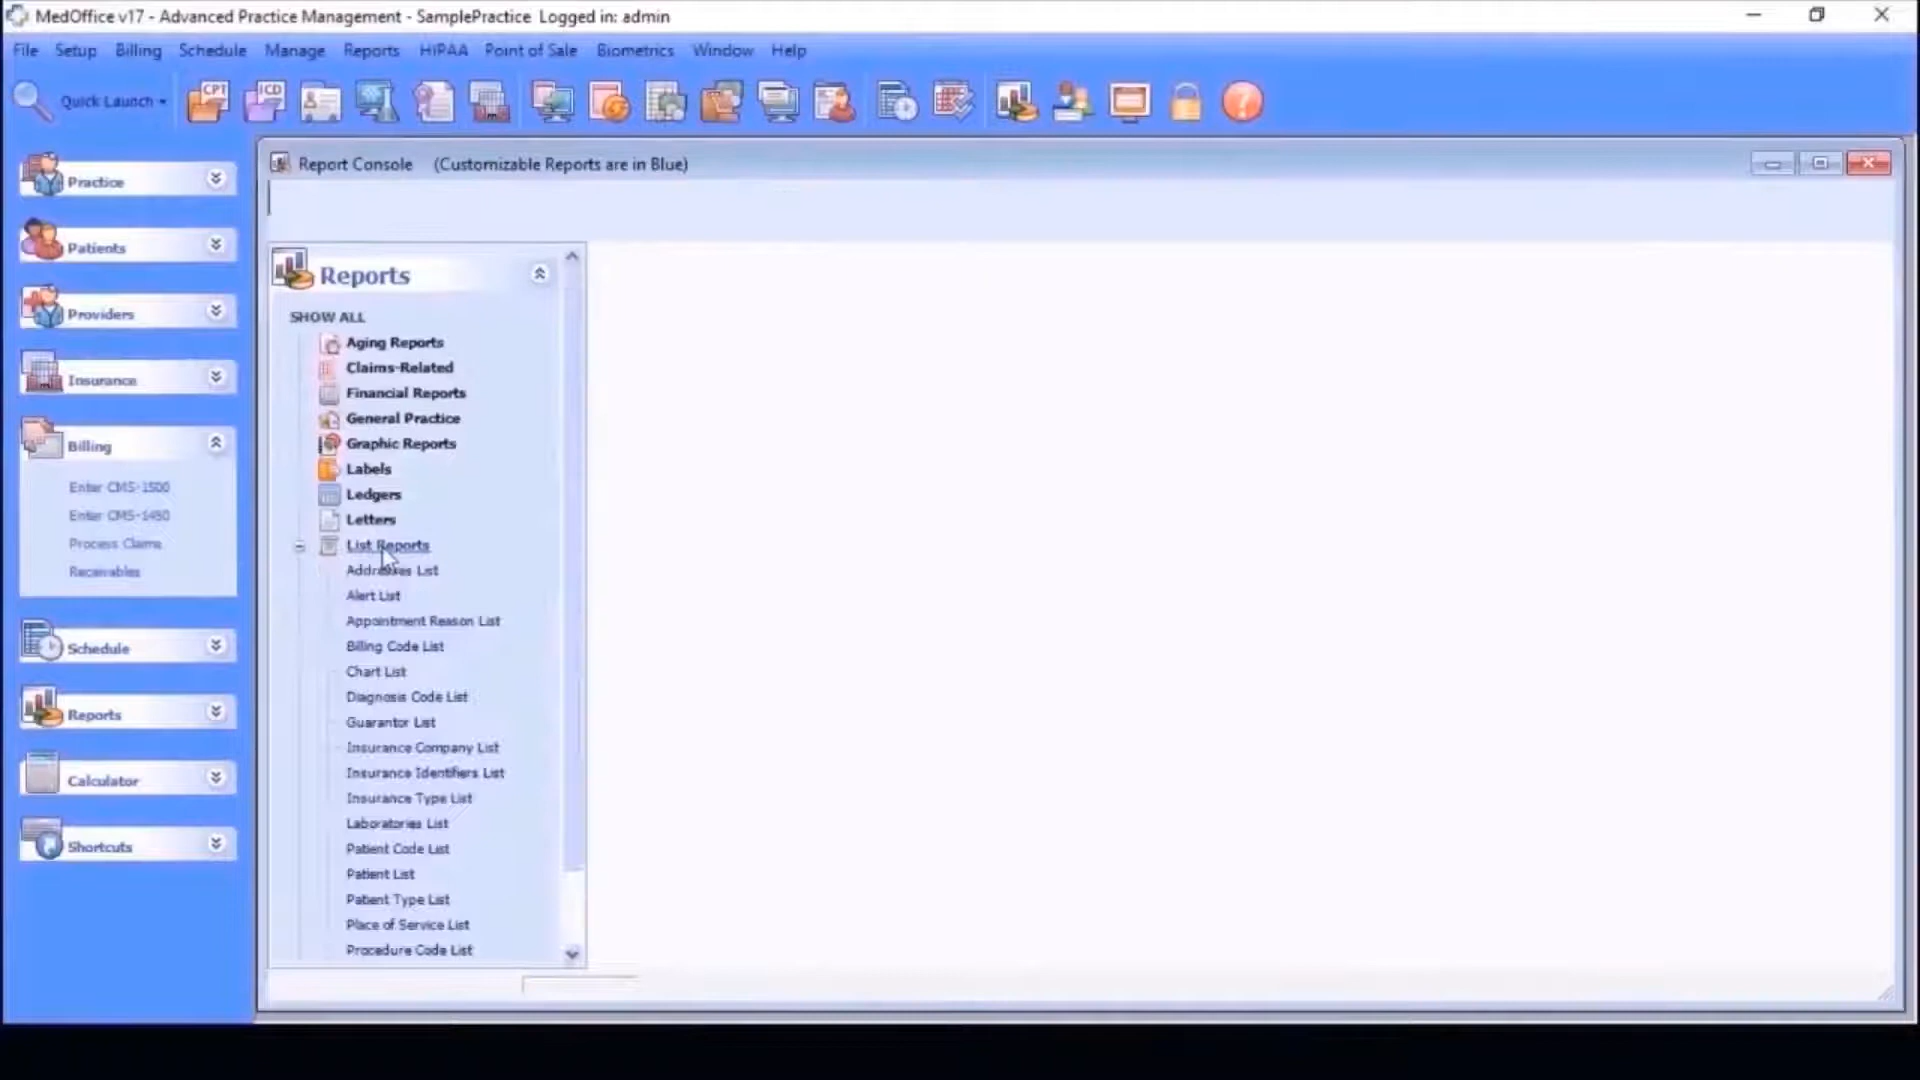 MedOffice v17 - Advanced Practice Management - SamplePractice Logged in: admin
File Setup Billing Schedule Manage Reports HIPAA Point of Sale Biometrics Window Help
Quick Launch
CPT
ICD
Report Console (Customizable Reports are in Blue)
Practice
Patients
Providers
Insurance
Billing
Enter CMS-1500
Enter CMS-1450
Process Claims
Receivables
Schedule
Reports
Calculator
Shortcuts
Reports
SHOW ALL
Aging Reports
Claims-Related
Financial Reports
General Practice
Graphic Reports
Labels
Ledgers
Letters
List Reports
Addresses List
Alert List
Appointment Reason List
Billing Code List
Chart List
Diagnosis Code List
Guarantor List
Insurance Company List
Insurance Identifiers List
Insurance Type List
Laboratories List
Patient Code List
Patient List
Patient Type List
Place of Service List
Procedure Code List